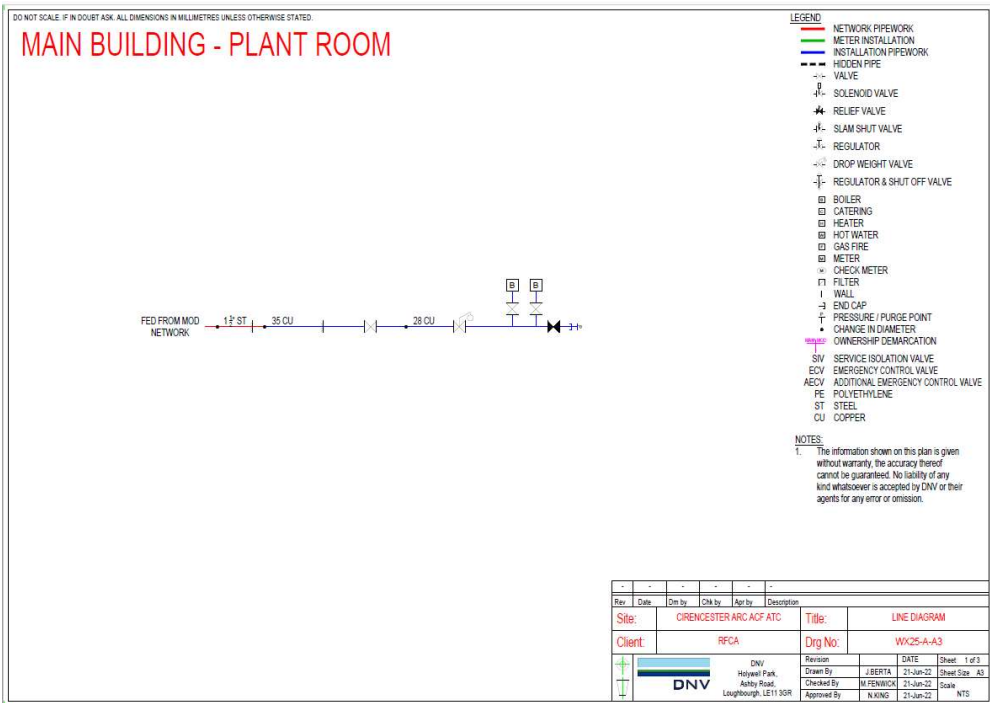 DO NOT SCALE. IF IN DOUBT ASK. ALL DIMENSIONS IN MILLIMETRES UNLESS OTHERWISE STATED.
MAIN BUILDING - PLANT ROOM
LEGEND
NETWORK PIPEWORK
METER INSTALLATION
INSTALLATION PIPEWORK
HIDDEN PIPE
VALVE
SOLENOID VALVE
RELIEF VALVE
SLAM SHUT VALVE
REGULATOR
DROP WEIGHT VALVE
REGULATOR & SHUT OFF VALVE
B BOILER
CATERING
HEATER
HOT WATER
GAS FIRE
M METER
CHECK METER
FILTER
WALL
END CAP
PRESSURE / PURGE POINT
CHANGE IN DIAMETER
OWNERSHIP DEMARCATION
SIV SERVICE ISOLATION VALVE
ECV EMERGENCY CONTROL VALVE
AECV ADDITIONAL EMERGENCY CONTROL VALVE
PE POLYETHYLENE
ST STEEL
CU COPPER
B B
FED FROM MOD
NETWORK
ST 35 CU 28 CU
NOTES:
1. The information shown on this plan is given
without warranty, the accuracy thereof
cannot be guaranteed. No liability of any
kind whatsoever is accepted by DNV or their
agents for any error or omission.
- - - - - -
Rev Date Drn by Chk by Apr by Description
Site: CIRENCESTER ARC ACF ATC Title: LINE DIAGRAM
Client: RFCA Drg No: WX25-A-A3
DNV
DNV
Holywell Park,
Ashby Road,
Loughbourgh, LE11 3GR
Revision DATE Sheet 1 of 3
Drawn By J.BERTA 21-Jun-22 Sheet Size A3
Checked By M.FENWICK 21-Jun-22 Scale
NTS
Approved By N.KING 21-Jun-22